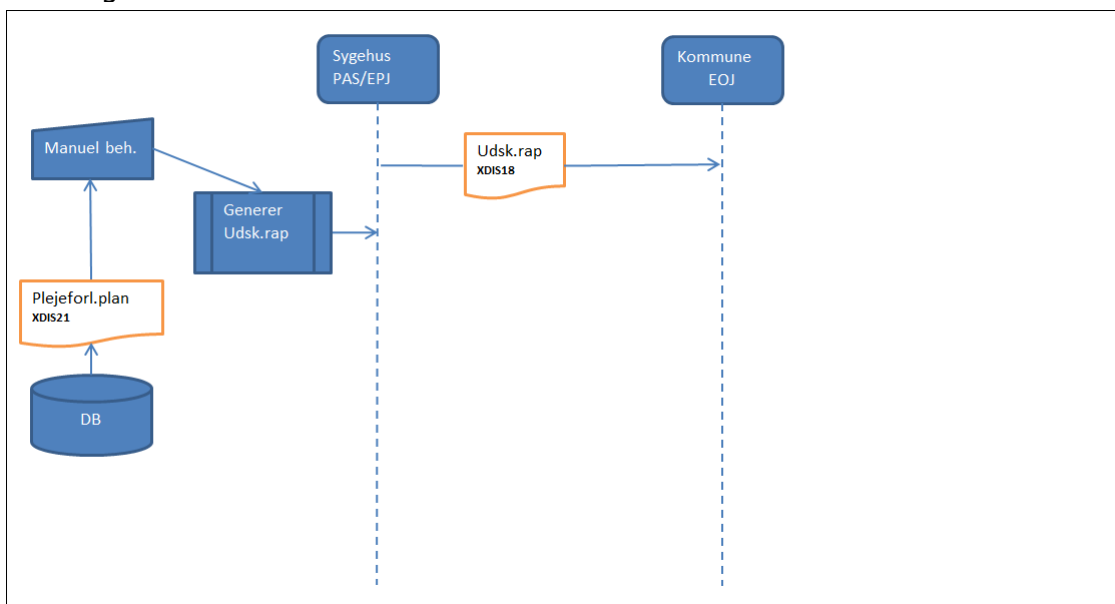 Sygehus
PAS/EPJ
Kommune
EOJ
Manuel beh.
Udsk.rap
XDIS18
Generer
Udsk.rap
Plejeforl.plan
XDIS21
DB